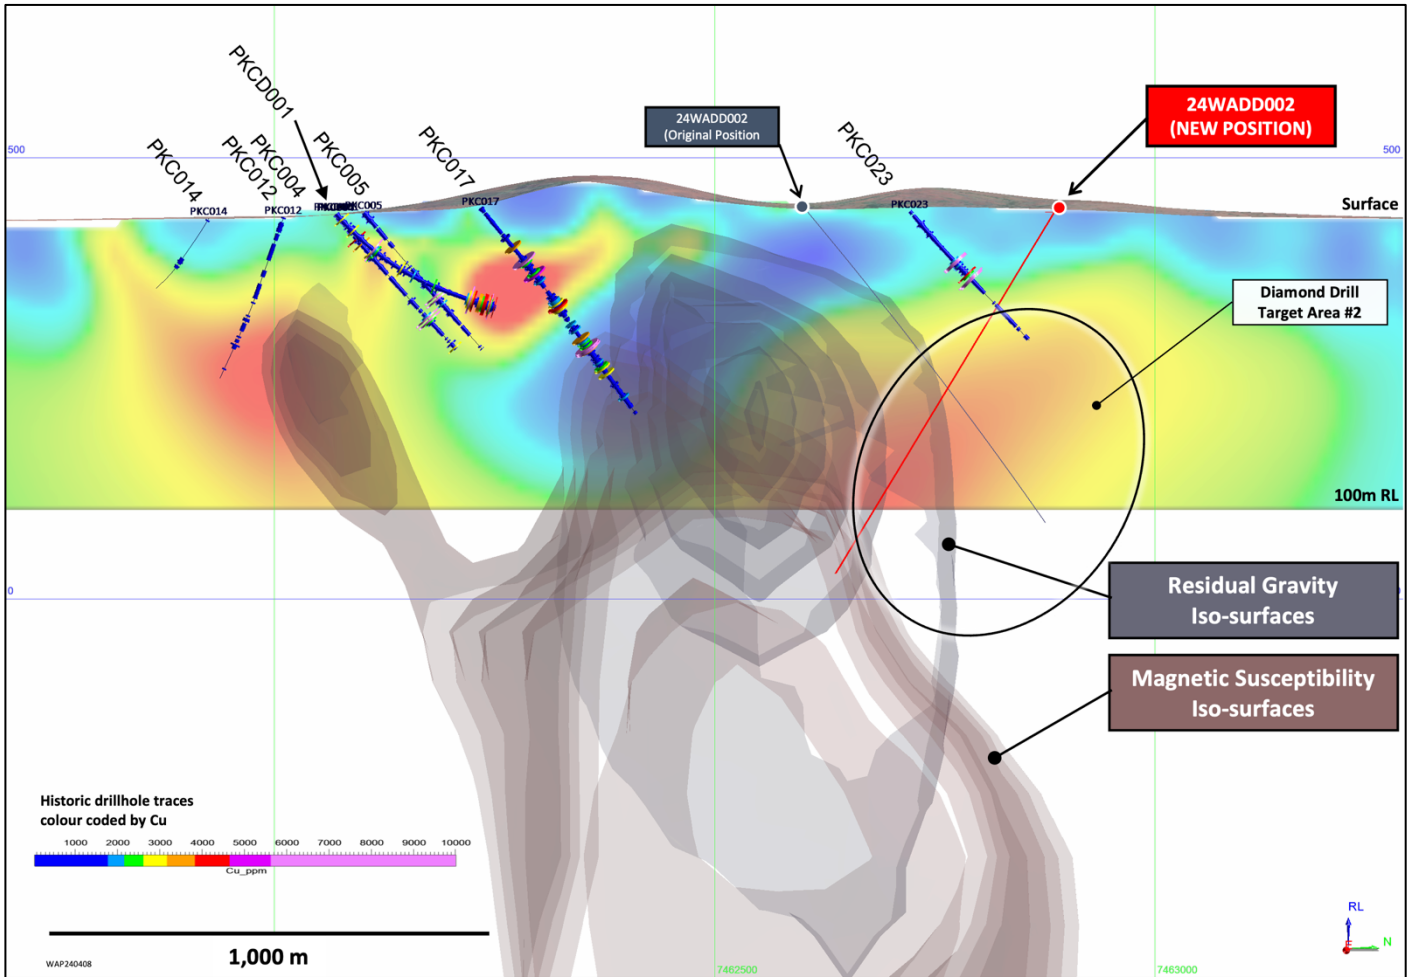 PKCD001
PKC014
PKC012
PKC004
PKC005
PKC017
24WADD002
(Original Position
PKC023
24WADD002
(NEW POSITION)
500
500
PKC014
PKC012
PKC005
PKC017
PKC023
Surface
Diamond Drill
Target Area #2
100m RL
0
Residual Gravity
Iso-surfaces
Magnetic Susceptibility
Iso-surfaces
Historic drillhole traces
colour coded by Cu
1000 2000 3000 4000 5000 6000 7000 8000 9000 10000
Cu_ppm
1,000 m
WAP240408
7462500
7463000
RL
N